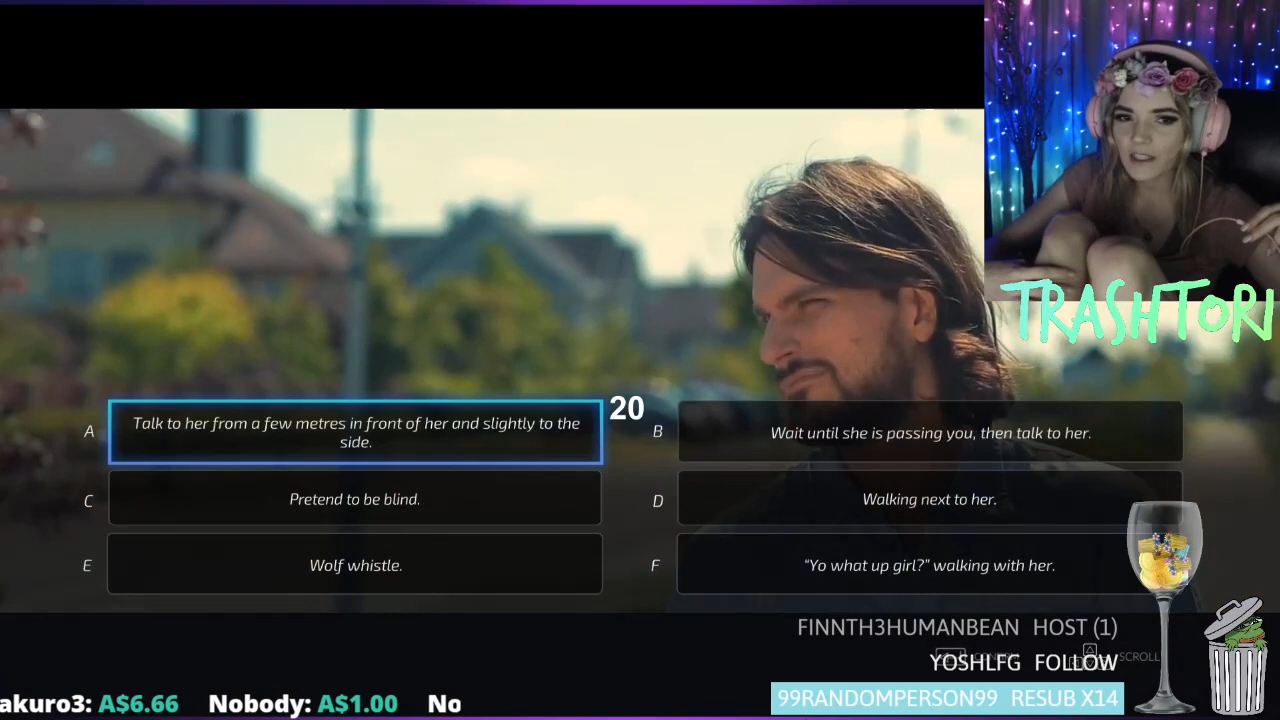 TRASHTORI
20
A
Talk to her from a few metres in front of her and slightly to the
side.
B
Wait until she is passing you, then talk to her.
C
Pretend to be blind.
D
Walking next to her.
E
Wolf whistle.
F
“Yo what up girl?” walking with her.
FINNTH3HUMANBEAN HOST (1)
SCROLL
YOSHLFG FOLLOW
99RANDOMPERSON99 RESUB X14
akuro3: A$6.66 Nobody: A$1.00 No